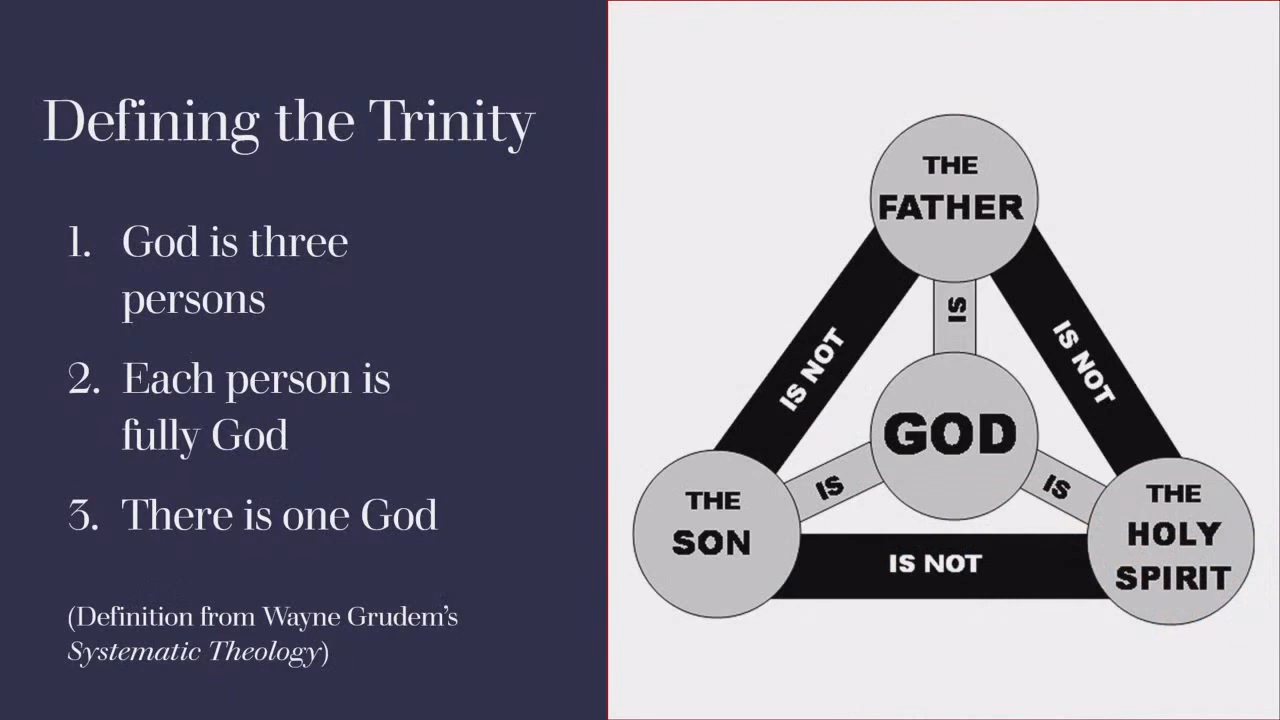 Defining the Trinity
1. God is three
persons
2. Each person is
fully God
3. There is one God
(Definition from Wayne Grudem’s
Systematic Theology)
THE
FATHER
IS NOT
IS
IS NOT
GOD
IS
IS
THE
SON
IS NOT
THE
HOLY
SPIRIT